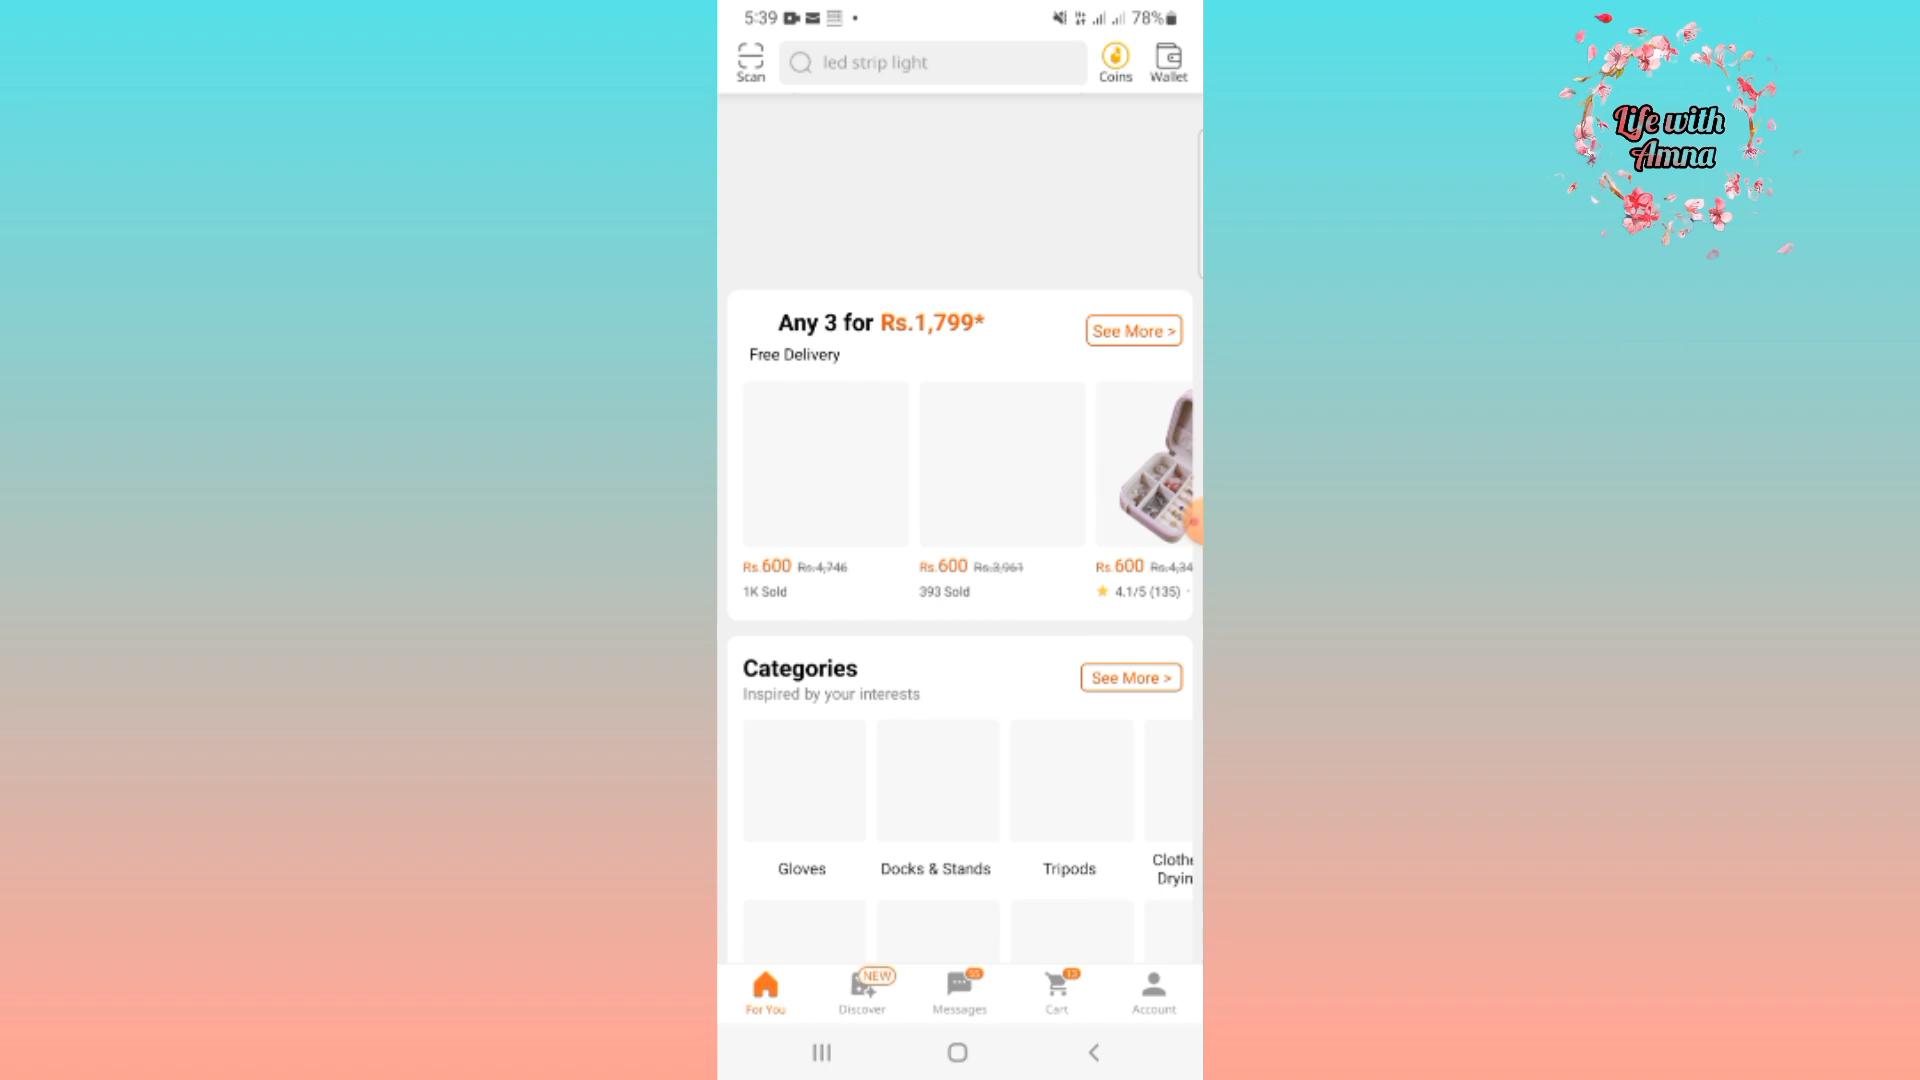 5:39
78%
Scan
led strip light
Coins
Wallet
Life with
Amna
Any 3 for Rs.1,799*
See More >
Free Delivery
Rs.600 Rs.4,746
1K Sold
Rs.600 Rs.3,961
393 Sold
Rs.600 Rs.4,34
4.1/5 (135)
Categories
See More >
Inspired by your interests
Gloves
Docks & Stands
Tripods
Clothe
Dryin
For You
NEW
Discover
55
Messages
13
Cart
Account